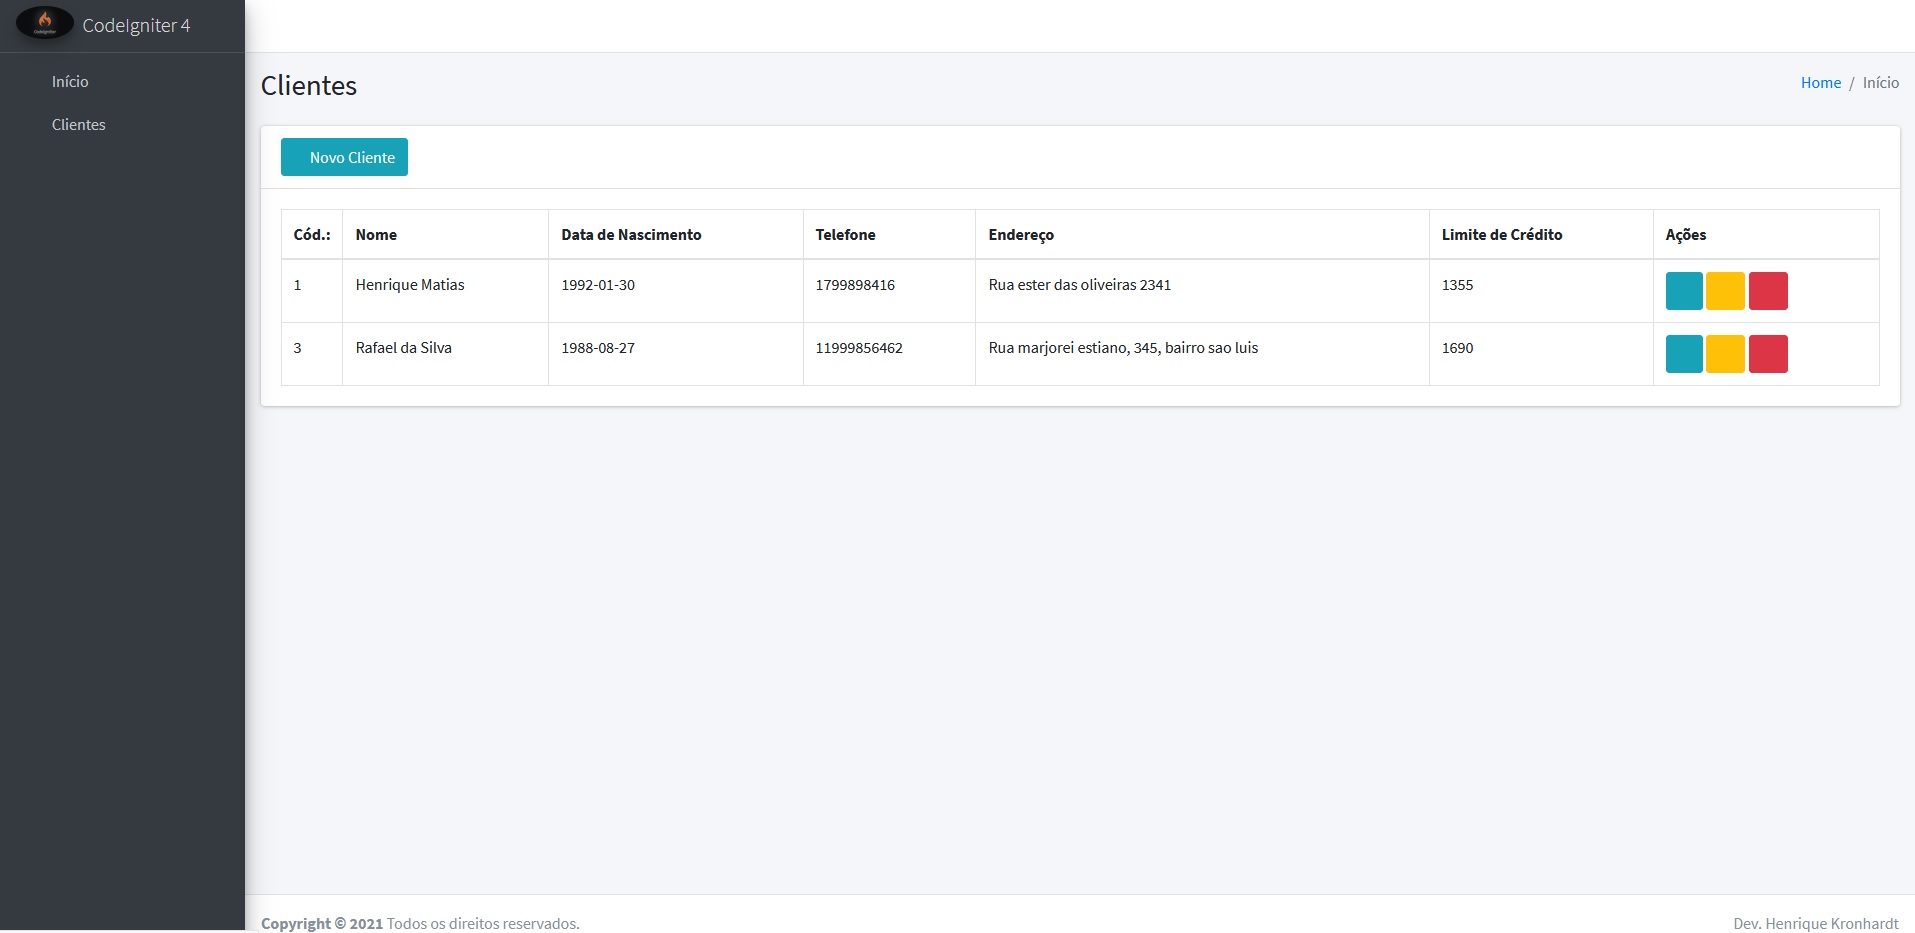 CodeIgniter 4
Início
Clientes
Clientes
Home / Início
Novo Cliente
Cód.: Nome Data de Nascimento Telefone Endereço Limite de Crédito Ações
1 Henrique Matias 1992-01-30 1799898416 Rua ester das oliveiras 2341 1355
3 Rafael da Silva 1988-08-27 11999856462 Rua marjorei estiano, 345, bairro sao luis 1690
Copyright © 2021 Todos os direitos reservados.
Dev. Henrique Kronhardt